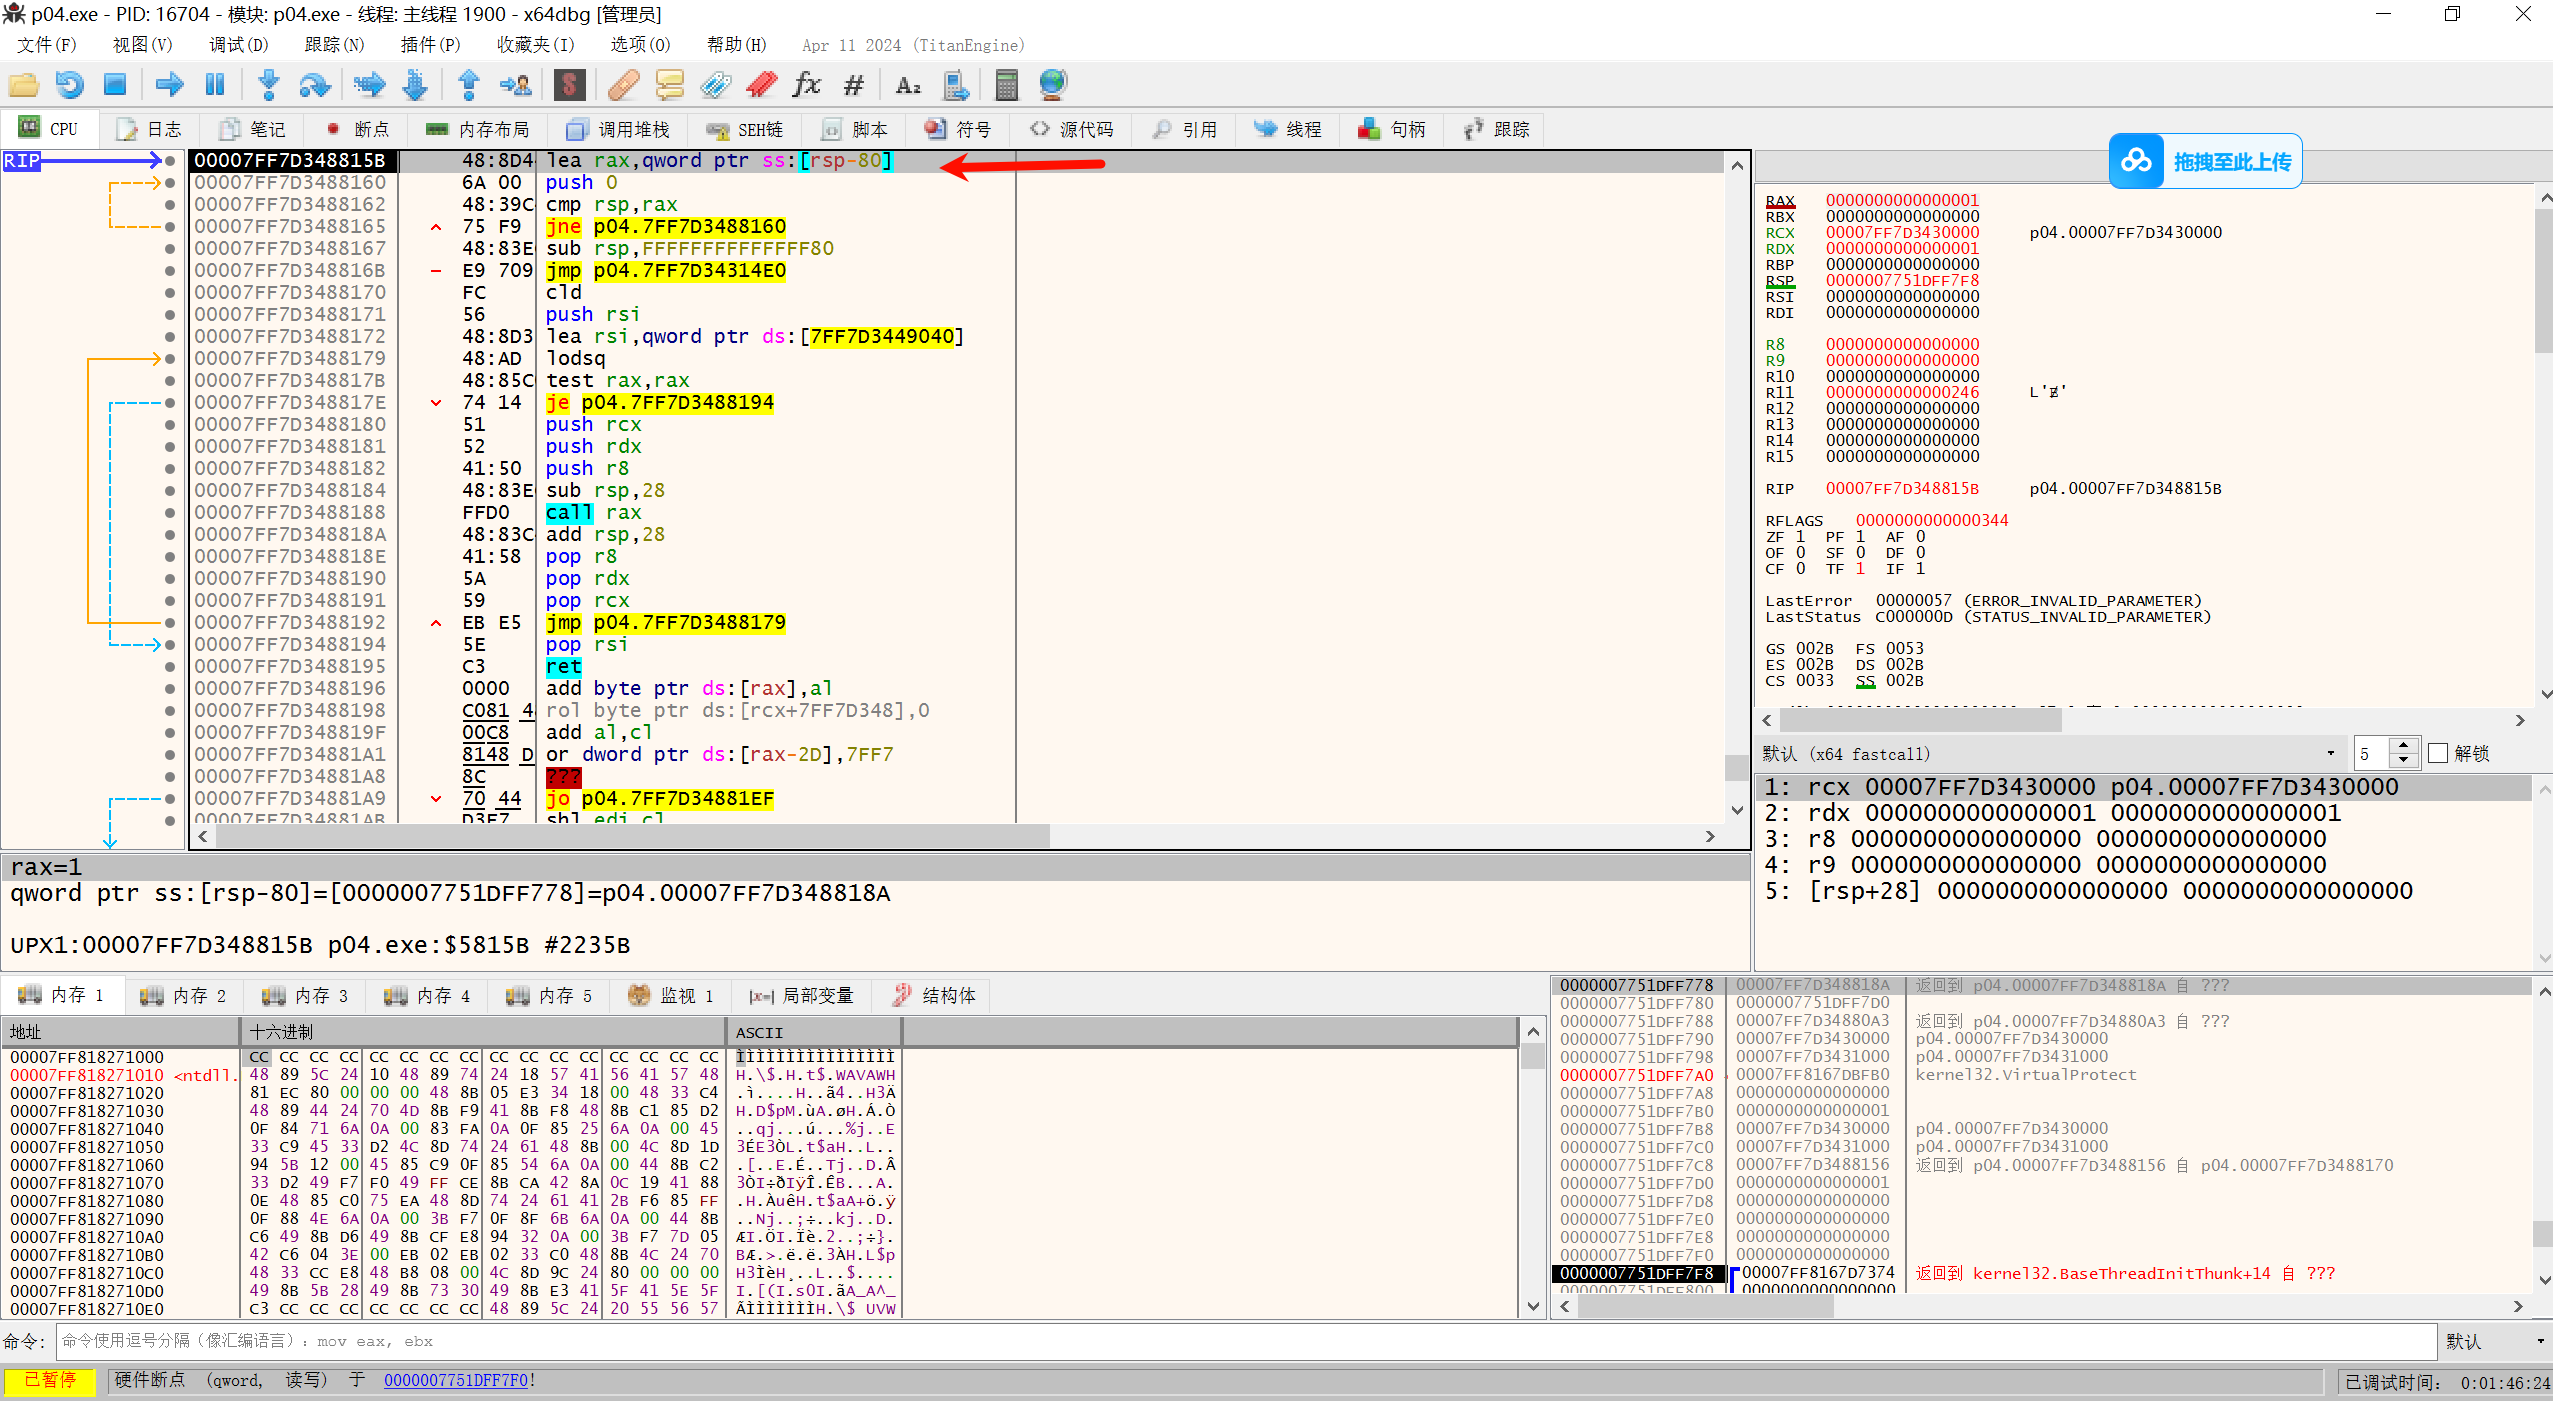 p04.exe - PID: 16704 - 模块: p04.exe - 线程: 主线程 1900 - x64dbg [管理员]
文件(F) 视图(V) 调试(D) 跟踪(N) 插件(P) 收藏夹(I) 选项(O) 帮助(H) Apr 11 2024 (TitanEngine)
CPU 日志 笔记 断点 内存布局 调用堆栈 SEH链 脚本 符号 源代码 引用 线程 句柄 跟踪
拖拽至此上传
RIP
00007FF7D348815B 48:8D4 lea rax,qword ptr ss:[rsp-80]
00007FF7D3488160 6A 00 push 0
00007FF7D3488162 48:39C4 cmp rsp,rax
00007FF7D3488165 75 F9 jne p04.7FF7D3488160
00007FF7D3488167 48:83E sub rsp,FFFFFFFFFFFFFF80
00007FF7D348816B E9 709 jmp p04.7FF7D34314E0
00007FF7D3488170 FC cld
00007FF7D3488171 56 push rsi
00007FF7D3488172 48:8D3 lea rsi,qword ptr ds:[7FF7D3449040]
00007FF7D3488179 48:AD lodsq
00007FF7D348817B 48:85C test rax,rax
00007FF7D348817E 74 14 je p04.7FF7D3488194
00007FF7D3488180 51 push rcx
00007FF7D3488181 52 push rdx
00007FF7D3488182 41:50 push r8
00007FF7D3488184 48:83E sub rsp,28
00007FF7D3488188 FFD0 call rax
00007FF7D348818A 48:83C add rsp,28
00007FF7D348818E 41:58 pop r8
00007FF7D3488190 5A pop rdx
00007FF7D3488191 59 pop rcx
00007FF7D3488192 EB E5 jmp p04.7FF7D3488179
00007FF7D3488194 5E pop rsi
00007FF7D3488195 C3 ret
00007FF7D3488196 0000 add byte ptr ds:[rax],al
00007FF7D3488198 C081 4 rol byte ptr ds:[rcx+7FF7D348],0
00007FF7D348819F 00C8 add al,cl
00007FF7D34881A1 8148 D or dword ptr ds:[rax-2D],7FF7
00007FF7D34881A8 8C ???
00007FF7D34881A9 70 44 jo p04.7FF7D34881EF
00007FF7D34881AB D3E7 shl edi,cl
rax=1
qword ptr ss:[rsp-80]=[0000007751DFF778]=p04.00007FF7D348818A
UPX1:00007FF7D348815B p04.exe:$5815B #2235B
RAX 0000000000000001
RBX 0000000000000000
RCX 00007FF7D3430000 p04.00007FF7D3430000
RDX 0000000000000001
RBP 0000000000000000
RSP 0000007751DFF7F8
RSI 0000000000000000
RDI 0000000000000000
R8 0000000000000000
R9 0000000000000000
R10 0000000000000000
R11 0000000000000246
R12 0000000000000000
R13 0000000000000000
R14 0000000000000000
R15 0000000000000000
RIP 00007FF7D348815B p04.00007FF7D348815B
RFLAGS 0000000000000344
ZF 1 PF 1 AF 0
OF 0 SF 0 DF 0
CF 0 TF 1 IF 1
LastError 00000057 (ERROR_INVALID_PARAMETER)
LastStatus C000000D (STATUS_INVALID_PARAMETER)
GS 002B FS 0053
ES 002B DS 002B
CS 0033 SS 002B
默认 (x64 fastcall) 5 解锁
1: rcx 00007FF7D3430000 p04.00007FF7D3430000
2: rdx 0000000000000001 0000000000000001
3: r8 0000000000000000 0000000000000000
4: r9 0000000000000000 0000000000000000
5: [rsp+28] 0000000000000000 0000000000000000
内存 1 内存 2 内存 3 内存 4 内存 5 监视 1 [x=] 局部变量 结构体
地址 十六进制 ASCII
00007FF818271000 CC CC CC CC CC CC CC CC CC CC CC CC CC CC CC CC ÌÌÌÌÌÌÌÌÌÌÌÌÌÌÌÌ
00007FF818271010 <ntdll. 48 89 5C 24 10 48 89 74 24 18 57 41 56 41 57 48 H.\$.H.t$.WAVAWH
00007FF818271020 81 EC 80 00 00 00 48 8B 05 E3 34 18 00 48 33 C4 .ì....H..ã4..H3Ä
00007FF818271030 48 89 44 24 70 4D 8B F9 41 8B F8 48 8B C1 85 D2 H.D$pM.ùA.øH.Á.Ò
00007FF818271040 0F 84 71 6A 0A 00 83 FA 0A 0F 85 25 6A 0A 00 45 ..qj...ú...%j..E
00007FF818271050 33 C9 45 33 D2 4C 8D 74 24 61 48 8B 00 4C 8D 1D 3ÉE3ÒL.t$aH..L..
00007FF818271060 94 5B 12 00 45 85 C9 0F 85 54 6A 0A 00 44 8B C2 .[..E.É..Tj..D.Â
00007FF818271070 33 D2 49 F7 F0 49 FF CE 8B CA 42 8A 0C 19 41 88 3ÒI÷ðIÿÎ.ÊB...A.
00007FF818271080 0E 48 85 C0 75 EA 48 8D 74 24 61 41 2B F6 85 FF .H.ÀuêH.t$aA+ö.ÿ
00007FF818271090 0F 88 4E 6A 0A 00 3B F7 0F 8F 6B 6A 0A 00 44 8B ..Nj..;÷..kj..D.
00007FF8182710A0 C6 49 8B D6 49 8B CF E8 94 32 0A 00 3B F7 7D 05 ÆI.ÖI.Ïè.2..;÷}.
00007FF8182710B0 42 C6 04 3E 00 EB 02 EB 02 33 C0 48 8B 4C 24 70 BÆ.>.ë.ë.3ÀH.L$p
00007FF8182710C0 48 33 CC E8 48 B8 08 00 4C 8D 9C 24 80 00 00 00 H3ÌèH¸..L..$....
00007FF8182710D0 49 8B 5B 28 49 8B 73 30 49 8B E3 41 5F 41 5E 5F I.[(I.s0I.ãA_A^_
00007FF8182710E0 C3 CC CC CC CC CC CC CC 48 89 5C 24 20 55 56 57 ÃÌÌÌÌÌÌÌH.\$ UVW
0000007751DFF778 00007FF7D348818A 返回到 p04.00007FF7D348818A 自 ???
0000007751DFF780 0000007751DFF7D0
0000007751DFF788 00007FF7D34880A3 返回到 p04.00007FF7D34880A3 自 ???
0000007751DFF790 00007FF7D3430000 p04.00007FF7D3430000
0000007751DFF798 00007FF7D3431000 p04.00007FF7D3431000
0000007751DFF7A0 00007FF8167DBFB0 kernel32.VirtualProtect
0000007751DFF7A8 0000000000000000
0000007751DFF7B0 0000000000000001
0000007751DFF7B8 00007FF7D3430000 p04.00007FF7D3430000
0000007751DFF7C0 00007FF7D3431000 p04.00007FF7D3431000
0000007751DFF7C8 00007FF7D3488156 返回到 p04.00007FF7D3488156 自 p04.00007FF7D3488170
0000007751DFF7D0 0000000000000001
0000007751DFF7D8 0000000000000000
0000007751DFF7E0 0000000000000000
0000007751DFF7E8 0000000000000000
0000007751DFF7F0 0000000000000000
0000007751DFF7F8 00007FF8167D7374 返回到 kernel32.BaseThreadInitThunk+14 自 ???
0000007751DFF800 0000000000000000
命令: 命令使用逗号分隔（像汇编语言）: mov eax, ebx 默认
已暂停 硬件断点 (qword, 读写) 于 0000007751DFF7F0! 已调试时间: 0:01:46:24